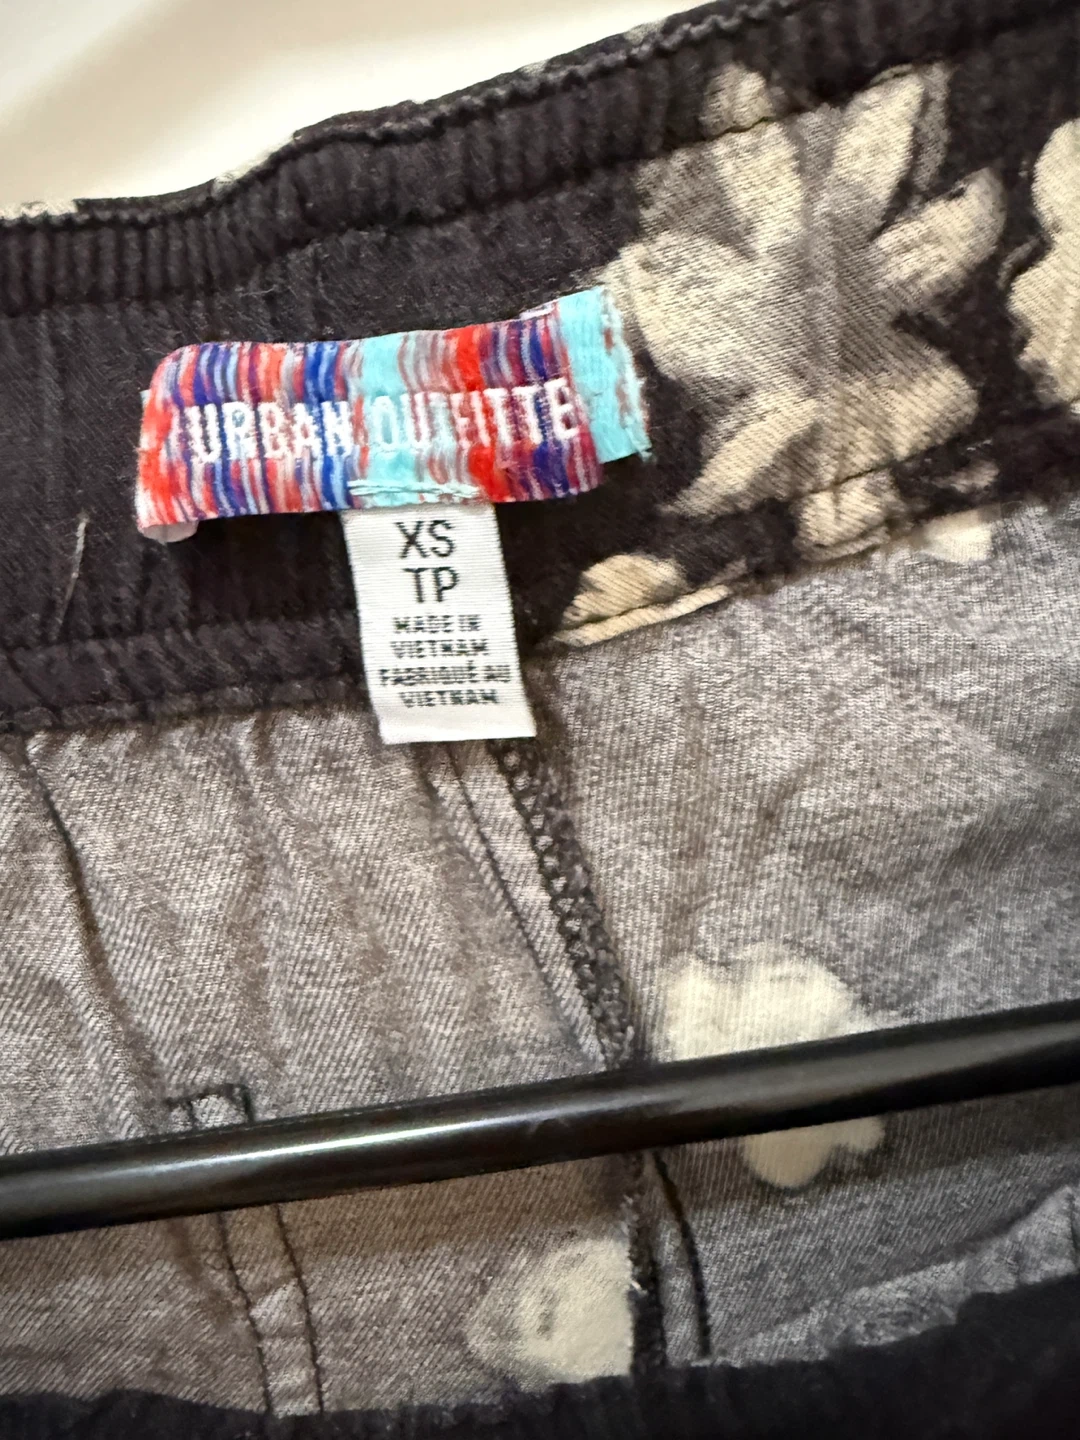 URBAN OUTFITTE
XS
TP
MADE IN
VIETNAM
FABRIQUÉ AU
VIETNAM